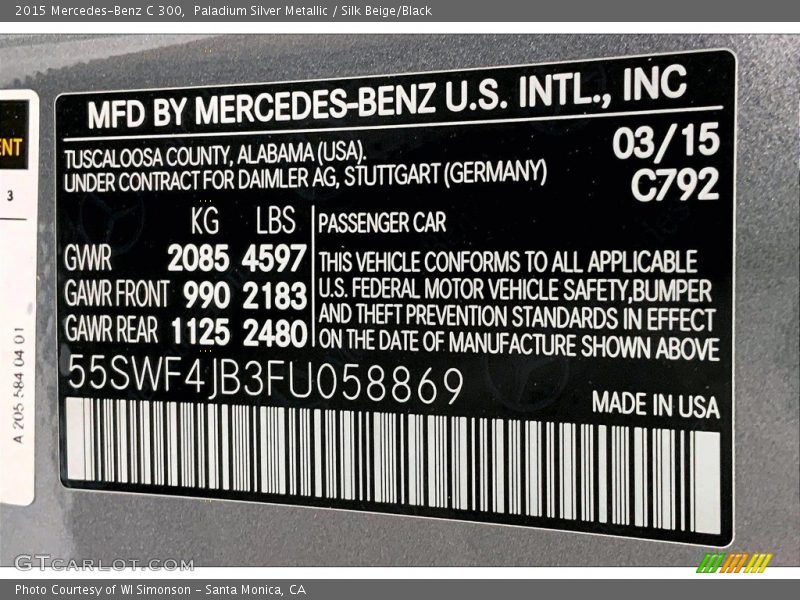 2015 Mercedes-Benz C 300,  Paladium Silver Metallic / Silk Beige/Black
MFD BY MERCEDES-BENZ U.S. INTL., INC
TUSCALOOSA COUNTY, ALABAMA (USA).
03/15
UNDER CONTRACT FOR DAIMLER AG, STUTTGART (GERMANY)
C792
KG LBS
PASSENGER CAR
GVWR 2085 4597
GAWR FRONT 990 2183
GAWR REAR 1125 2480
THIS VEHICLE CONFORMS TO ALL APPLICABLE
U.S. FEDERAL MOTOR VEHICLE SAFETY,BUMPER
AND THEFT PREVENTION STANDARDS IN EFFECT
ON THE DATE OF MANUFACTURE SHOWN ABOVE
55SWF4JB3FU058869
MADE IN USA
ENT
3
A 205 584 04 01
GTCARLOT.COM
Photo Courtesy of WI Simonson - Santa Monica, CA